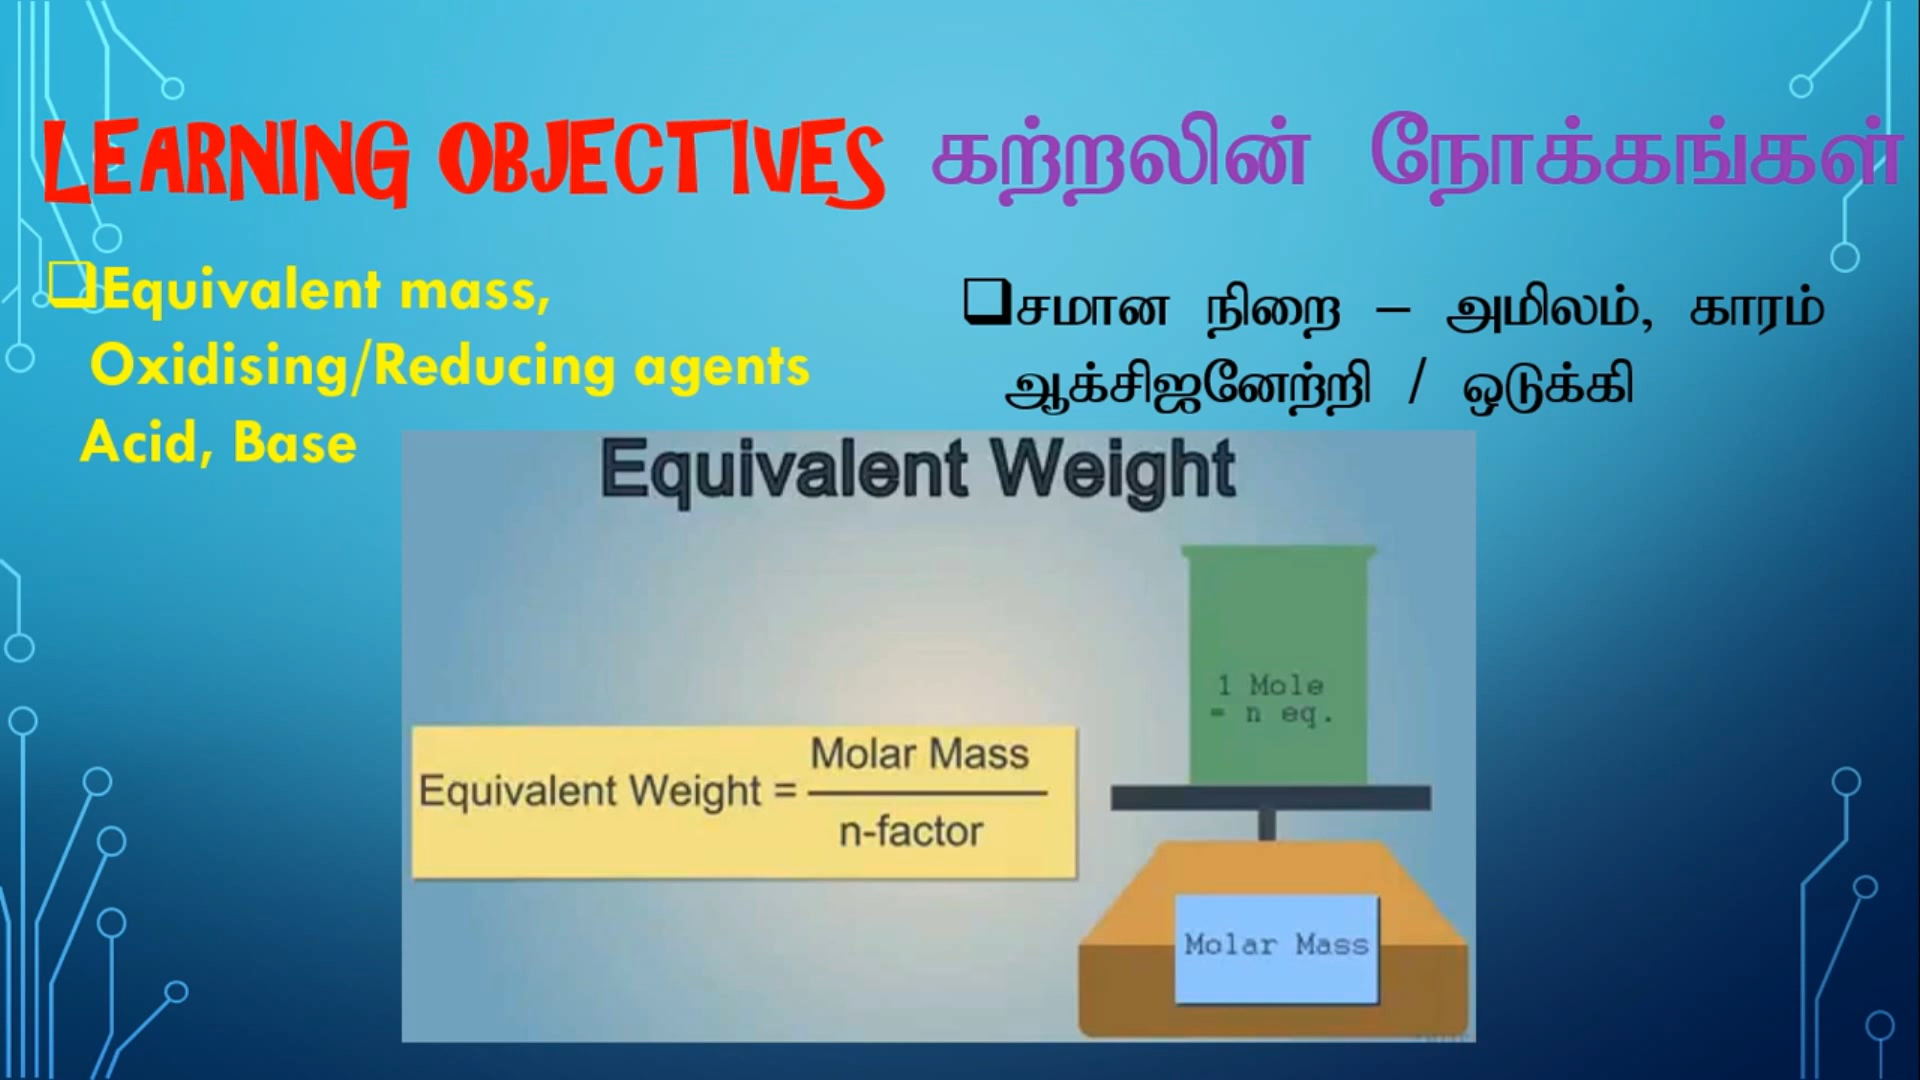 LEARNING OBJECTIVES கற்றலின் நோக்கங்கள்
Equivalent mass,
Oxidising/Reducing agents
Acid, Base
சமான நிறை – அமிலம், காரம்
ஆக்சிஜனேற்றி / ஒடுக்கி
Equivalent Weight
Equivalent Weight = Molar Mass
n-factor
1 Mole
= n eq.
Molar Mass